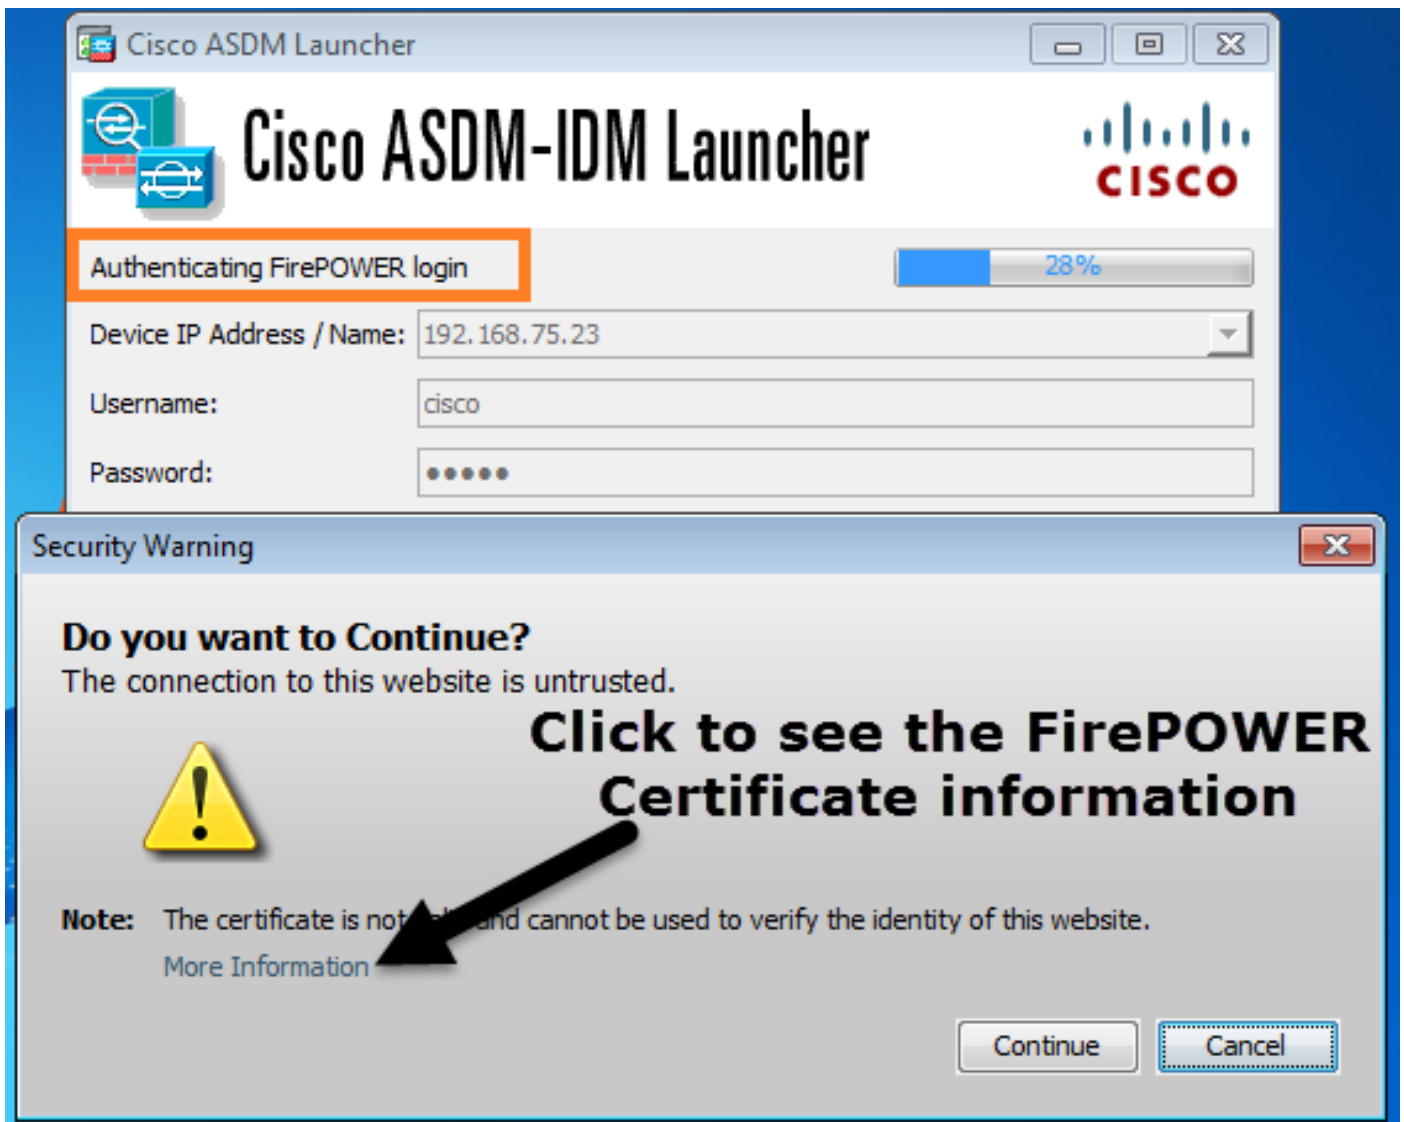 Cisco ASDM Launcher
Cisco ASDM-IDM Launcher
CISCO
Authenticating FirePOWER login
28%
Device IP Address / Name: 192.168.75.23
Username: cisco
Password: •••••
Security Warning
Do you want to Continue?
The connection to this website is untrusted.
Click to see the FirePOWER
Certificate information
Note: The certificate is not and cannot be used to verify the identity of this website.
More Information
Continue
Cancel